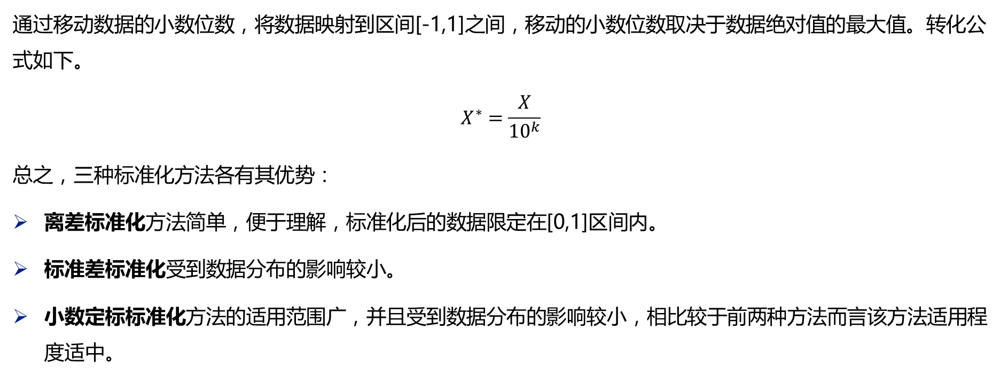 通过移动数据的小数位数，将数据映射到区间[-1,1]之间，移动的小数位数取决于数据绝对值的最大值。转化公
式如下。
X* = X / 10^k
总之，三种标准化方法各有其优势：
➢ 离差标准化方法简单，便于理解，标准化后的数据限定在[0,1]区间内。
➢ 标准差标准化受到数据分布的影响较小。
➢ 小数定标标准化方法的适用范围广，并且受到数据分布的影响较小，相比较于前两种方法而言该方法适用程
度适中。